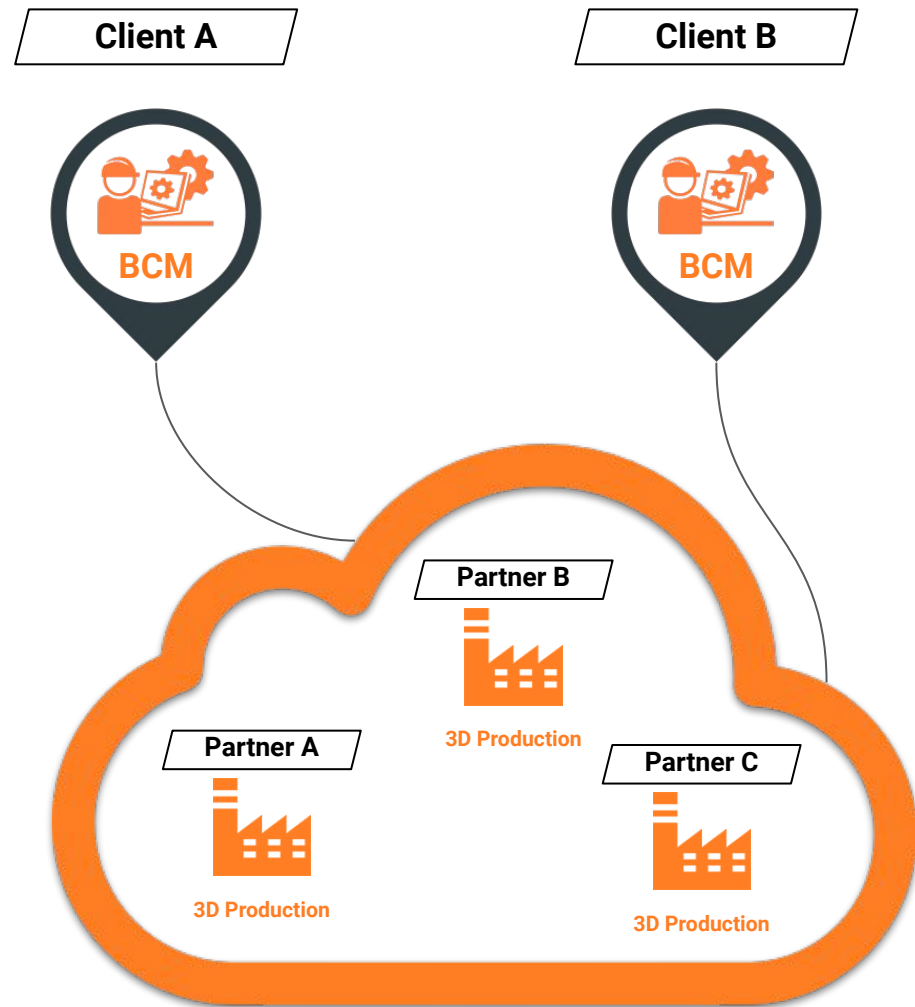 Client A
Client B
BCM
BCM
Partner B
3D Production
Partner A
3D Production
Partner C
3D Production